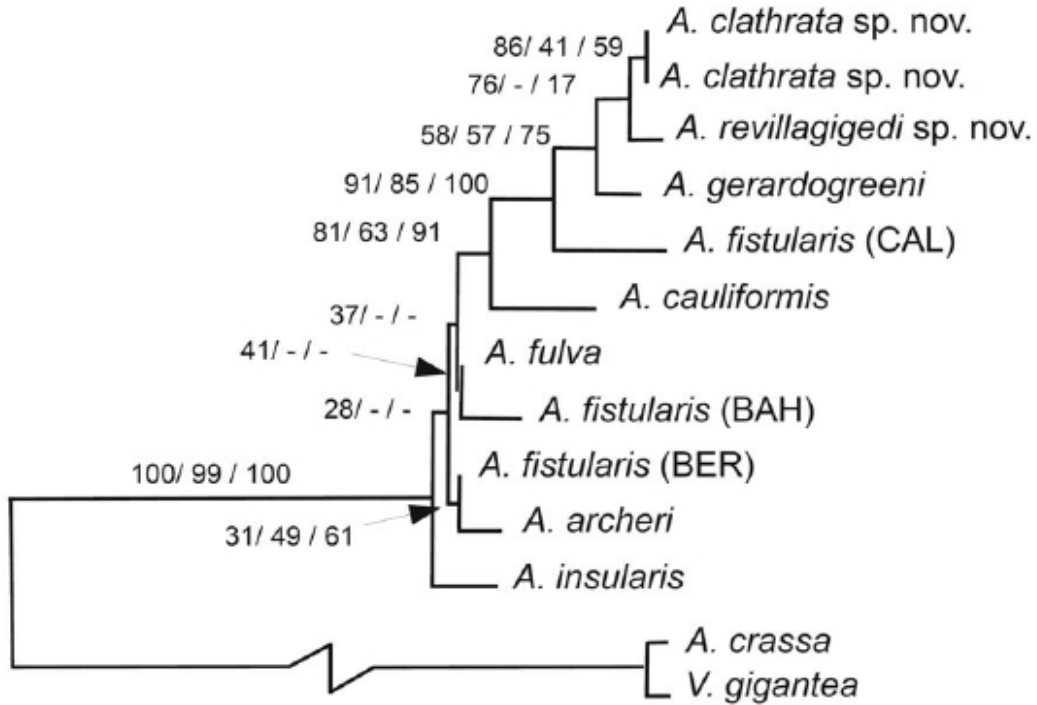 A. clathrata sp. nov.
86/ 41 / 59
A. clathrata sp. nov.
76/ - / 17
A. revillagigedi sp. nov.
58/ 57 / 75
A. gerardogreeni
91/ 85 / 100
81/ 63 / 91
A. fistularis (CAL)
A. cauliformis
37/ - / -
41/ - / -
A. fulva
28/ - / -
A. fistularis (BAH)
A. fistularis (BER)
100/ 99 / 100
31/ 49 / 61
A. archeri
A. insularis
A. crassa
V. gigantea